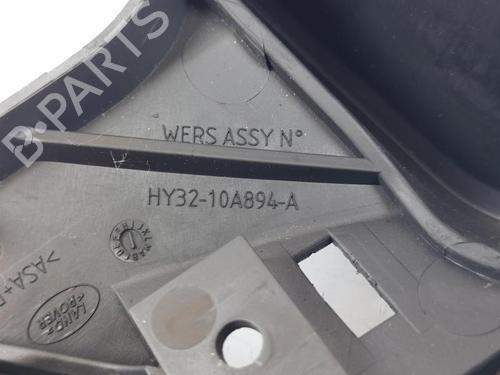 WERS ASSY N°
HY32-10A894-A
>ASA+
LAND
ROVER
B-PARTS